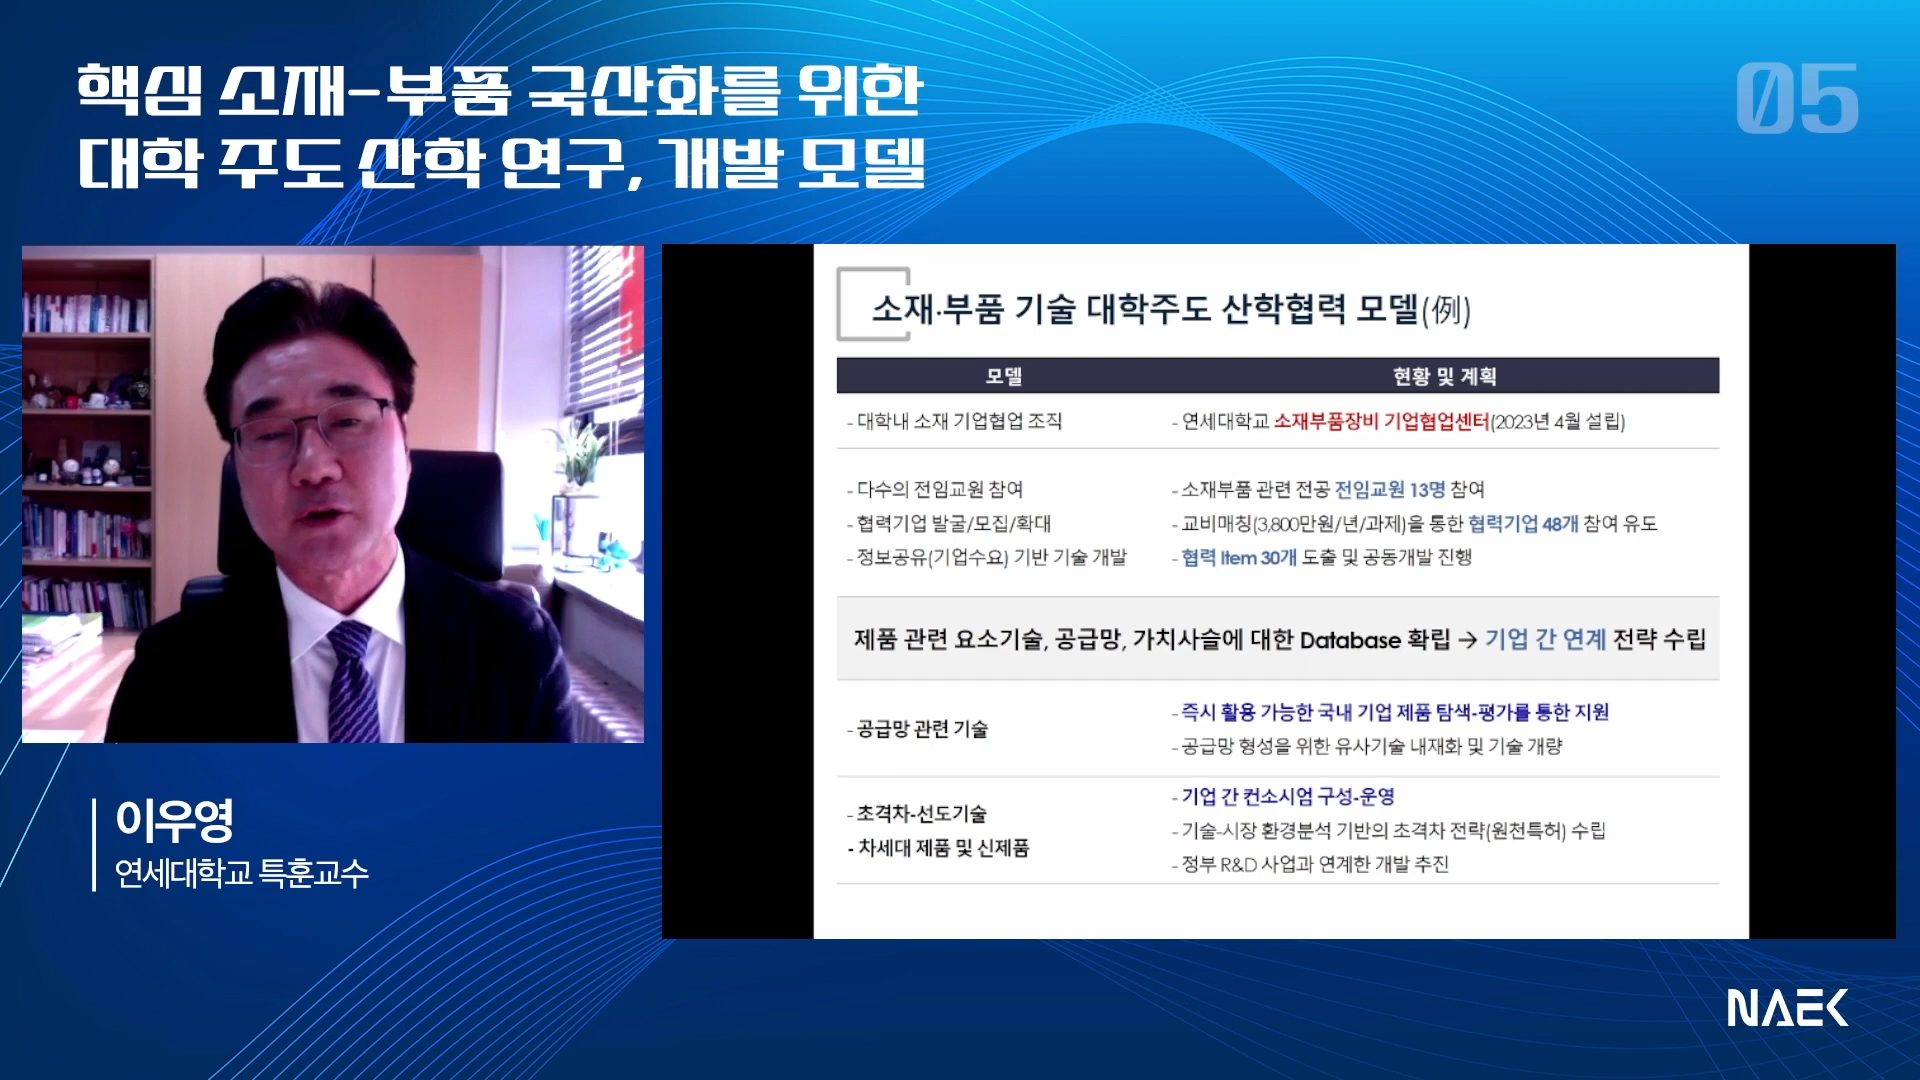 핵심 소재-부품 국산화를 위한
대학 주도 산학 연구, 개발 모델
05
소재·부품 기술 대학주도 산학협력 모델(例)
모델
현황 및 계획
- 대학내 소재 기업협업 조직
- 연세대학교 소재부품장비 기업협업센터(2023년 4월 설립)
- 다수의 전임교원 참여
- 소재부품 관련 전공 전임교원 13명 참여
- 협력기업 발굴/모집/확대
- 교비매칭(3,800만원/년/과제)을 통한 협력기업 48개 참여 유도
- 정보공유(기업수요) 기반 기술 개발
- 협력 Item 30개 도출 및 공동개발 진행
제품 관련 요소기술, 공급망, 가치사슬에 대한 Database 확립 → 기업 간 연계 전략 수립
- 공급망 관련 기술
- 즉시 활용 가능한 국내 기업 제품 탐색-평가를 통한 지원
- 공급망 형성을 위한 유사기술 내재화 및 기술 개량
- 초격차-선도기술
- 차세대 제품 및 신제품
- 기업 간 컨소시엄 구성-운영
- 기술-시장 환경분석 기반의 초격차 전략(원천특허) 수립
- 정부 R&D 사업과 연계한 개발 추진
이우영
연세대학교 특훈교수
NAEK